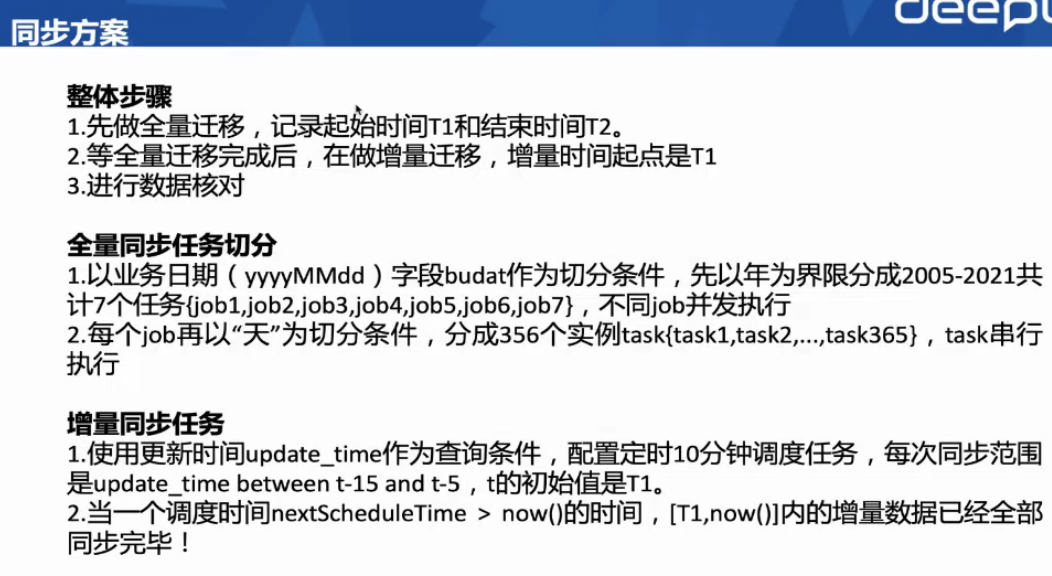 同步方案
整体步骤
1.先做全量迁移，记录起始时间T1和结束时间T2。
2.等全量迁移完成后，在做增量迁移，增量时间起点是T1
3.进行数据核对
全量同步任务切分
1.以业务日期（yyyyMMdd）字段budat作为切分条件，先以年为界限分成2005-2021共
计7个任务{job1,job2,job3,job4,job5,job6,job7}，不同job并发执行
2.每个job再以“天”为切分条件，分成356个实例task{task1,task2,...,task365}，task串行
执行
增量同步任务
1.使用更新时间update_time作为查询条件，配置定时10分钟调度任务，每次同步范围
是update_time between t-15 and t-5，t的初始值是T1。
2.当一个调度时间nextScheduleTime > now()的时间，[T1,now()]内的增量数据已经全部
同步完毕！